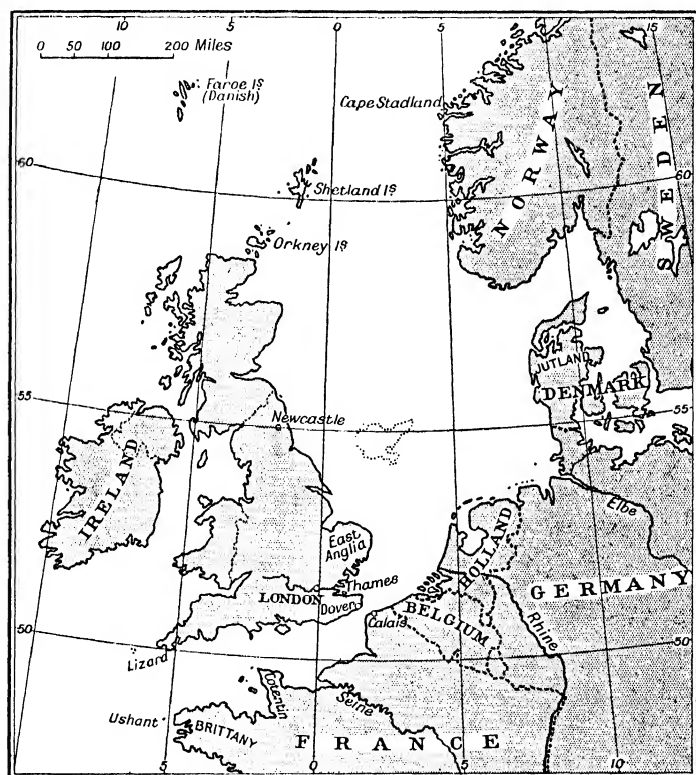 10 5 0 5 10 15
0 50 100 200 Miles
Faroe Is
(Danish)
Cape Stadland
NORWAY
SWEDEN
60
60
Shetland Is
Orkney Is
JUTLAND
DENMARK
55
55
Newcastle
IRELAND
Elbe
East
Anglia
HOLLAND
Thames
LONDON
Dover
GERMANY
BELGIUM
Calais
Rhine
50
50
Lizard
Cotentin
Seine
Ushant
BRITTANY
FRANCE
5 0 5 10